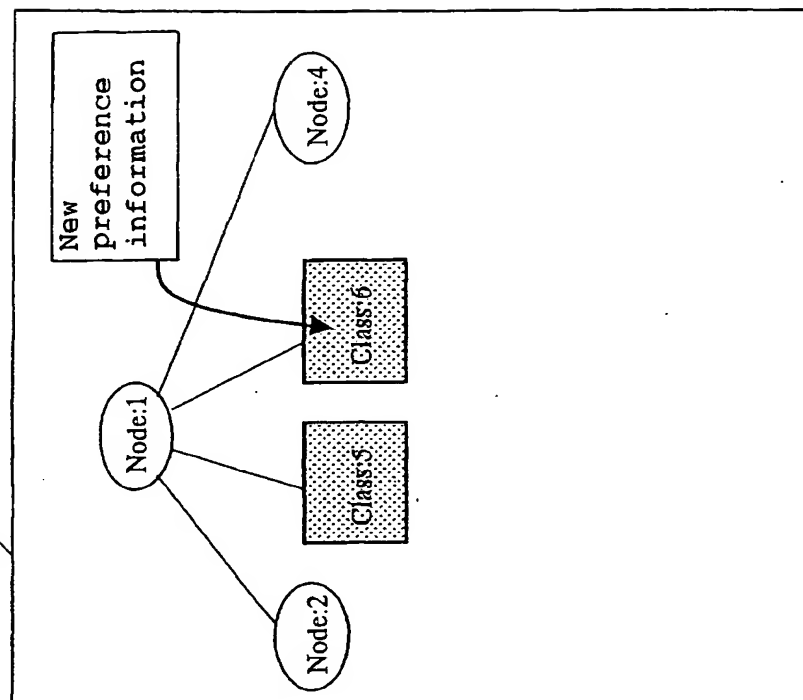 New
preference
information
Node:1
Node:2
Class:5
Class:6
Node:4